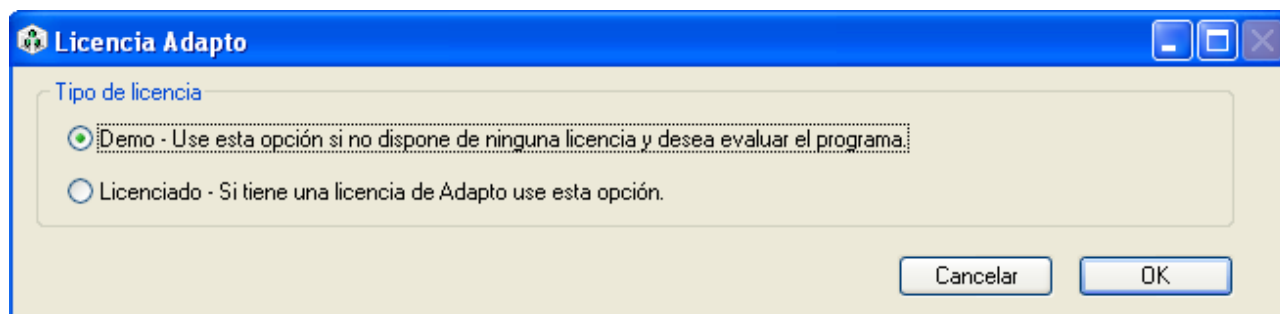 Licencia Adapto
Tipo de licencia
Demo - Use esta opción si no dispone de ninguna licencia y desea evaluar el programa.
Licenciado - Si tiene una licencia de Adapto use esta opción.
Cancelar OK